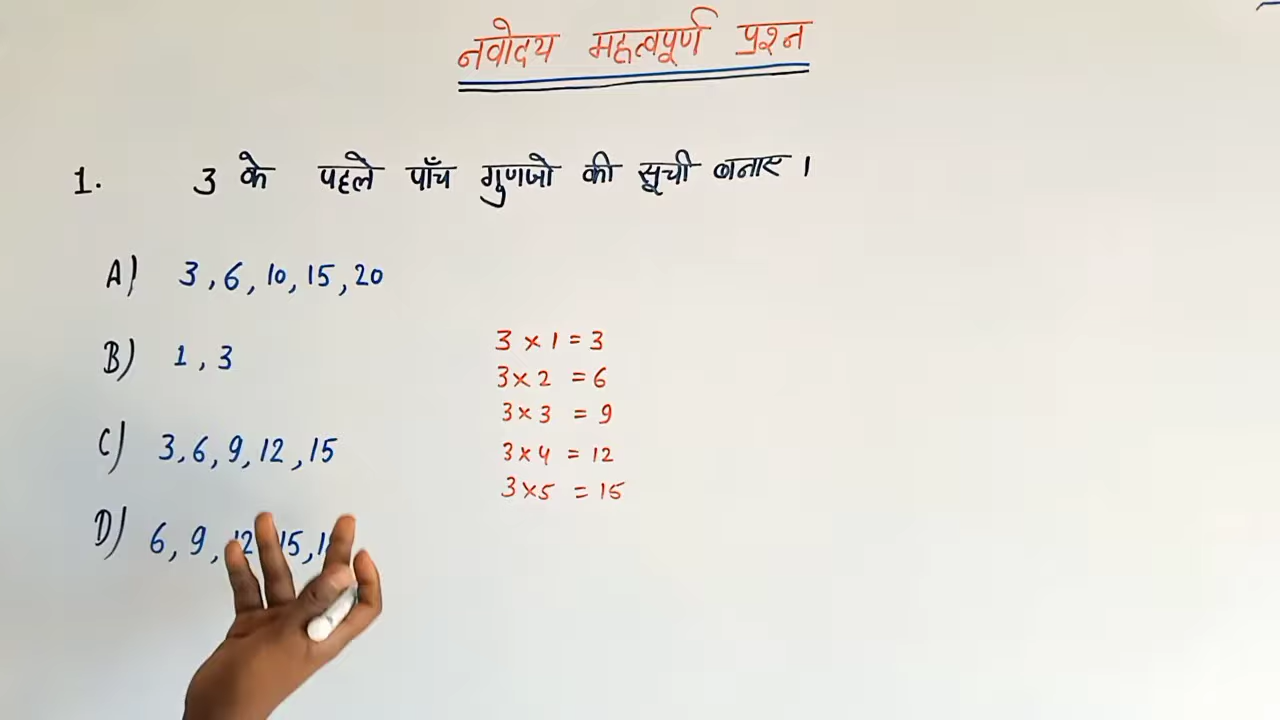 नवोदय महत्वपूर्ण प्रश्न
1. 3 के पहले पाँच गुणजो की सूची बनाए ।
A) 3, 6, 10, 15, 20
B) 1, 3
C) 3, 6, 9, 12, 15
D) 6, 9, 12, 15,
3 × 1 = 3
3 × 2 = 6
3 × 3 = 9
3 × 4 = 12
3 × 5 = 15